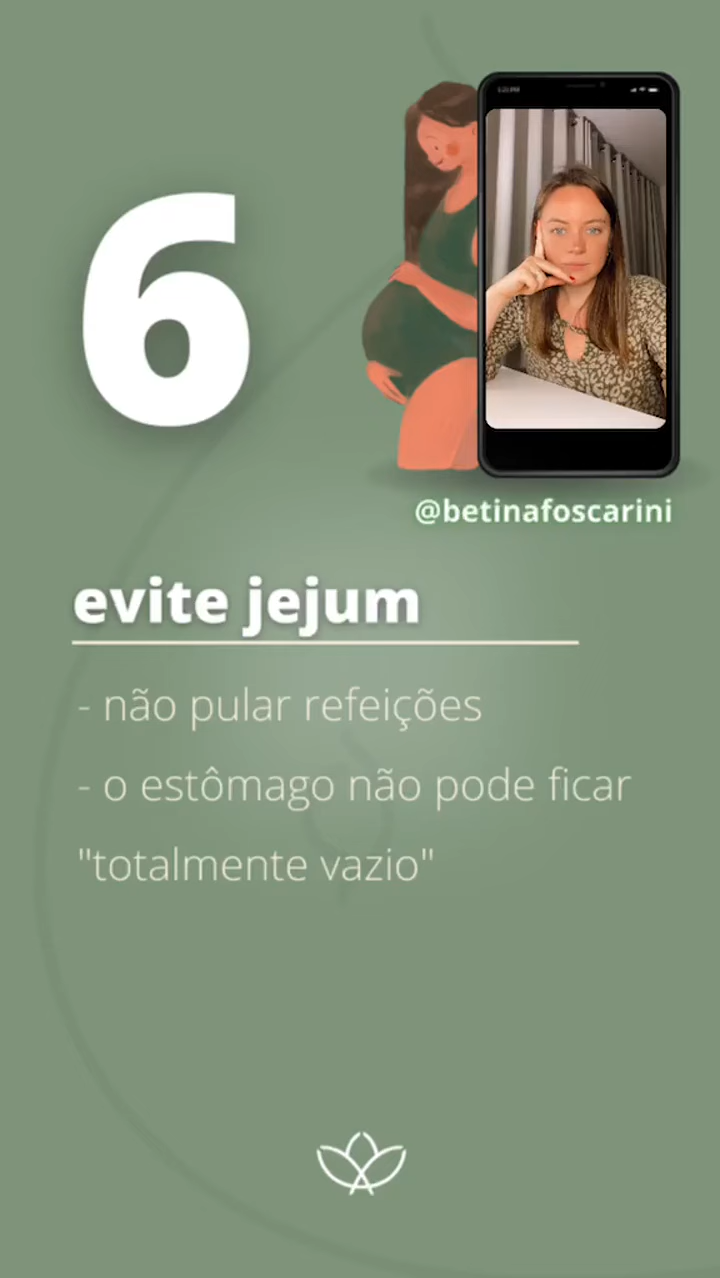 6
@betinafoscarini
evite jejum
- não pular refeições
- o estômago não pode ficar
"totalmente vazio"